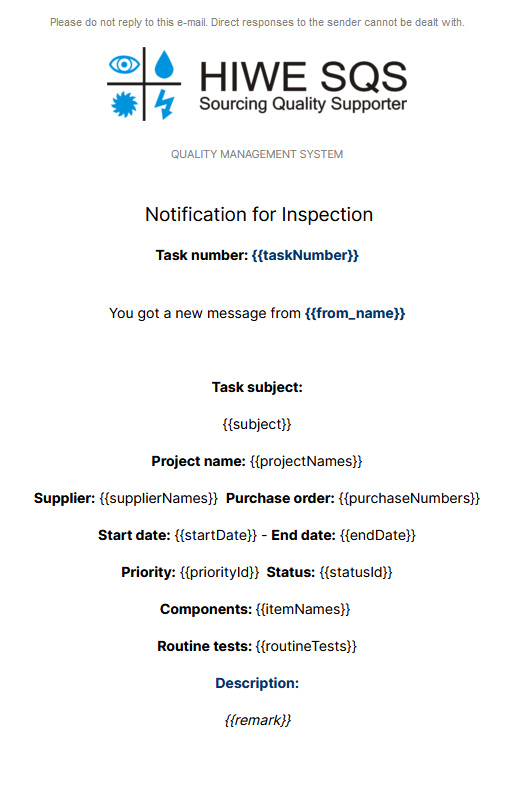 Please do not reply to this e-mail. Direct responses to the sender cannot be dealt with.
HIWE SQS
Sourcing Quality Supporter
QUALITY MANAGEMENT SYSTEM
Notification for Inspection
Task number: {{taskNumber}}
You got a new message from {{from_name}}
Task subject:
{{subject}}
Project name: {{projectNames}}
Supplier: {{supplierNames}} Purchase order: {{purchaseNumbers}}
Start date: {{startDate}} - End date: {{endDate}}
Priority: {{priorityId}} Status: {{statusId}}
Components: {{itemNames}}
Routine tests: {{routineTests}}
Description:
{{remark}}